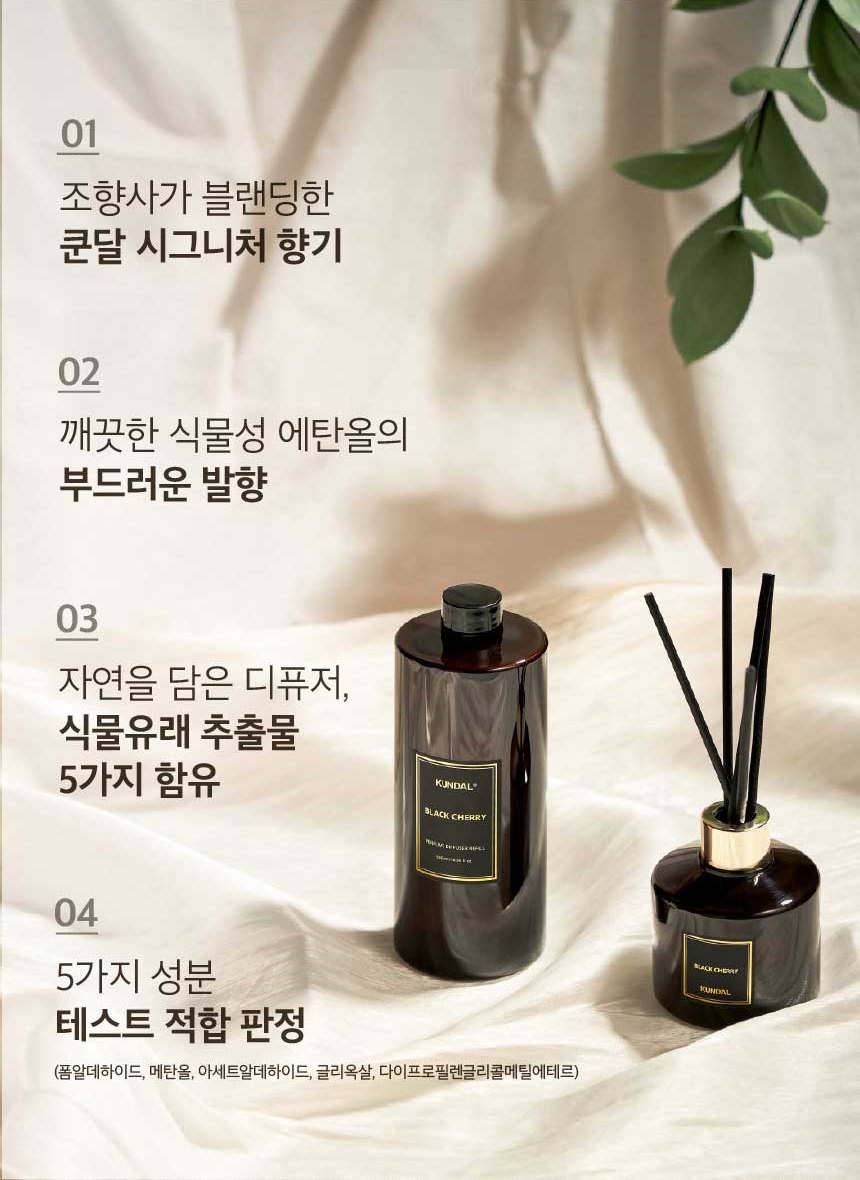 01
조향사가 블랜딩한
쿤달 시그니처 향기
02
깨끗한 식물성 에탄올의
부드러운 발향
03
자연을 담은 디퓨저,
식물유래 추출물
5가지 함유
04
5가지 성분
테스트 적합 판정
(폼알데하이드, 메탄올, 아세트알데하이드, 글리옥살, 다이프로필렌글리콜메틸에테르)
KUNDAL®
BLACK CHERRY
PERFUME DIFFUSER REFILL
BLACK CHERRY
KUNDAL